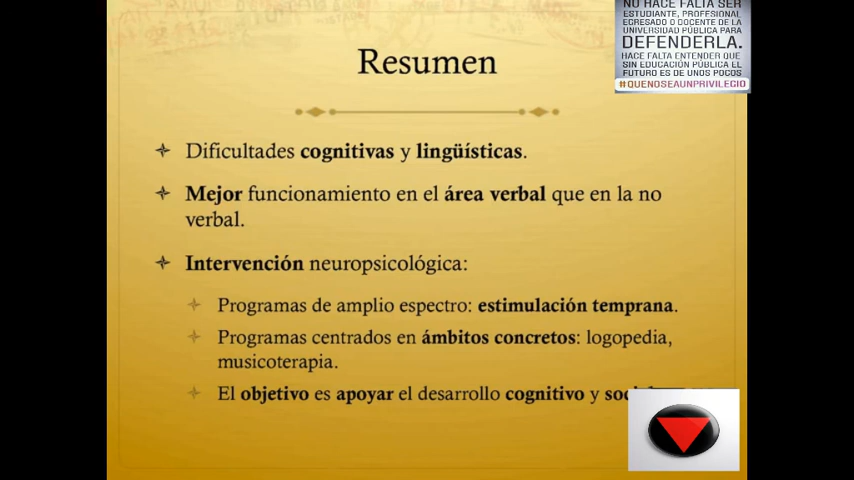 NO HACE FALTA SER
ESTUDIANTE, PROFESIONAL
EGRESADO O DOCENTE DE LA
UNIVERSIDAD PÚBLICA PARA
DEFENDERLA.
HACE FALTA ENTENDER QUE
SIN EDUCACIÓN PÚBLICA EL
FUTURO ES DE UNOS POCOS
#QUENOSEAUNPRIVILEGIO
Resumen
Dificultades cognitivas y lingüísticas.
Mejor funcionamiento en el área verbal que en la no
verbal.
Intervención neuropsicológica:
Programas de amplio espectro: estimulación temprana.
Programas centrados en ámbitos concretos: logopedia,
musicoterapia.
El objetivo es apoyar el desarrollo cognitivo y